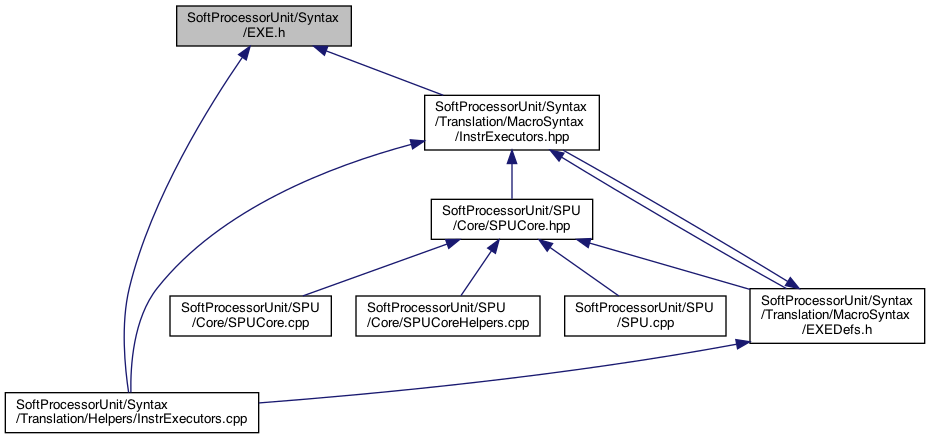 SoftProcessorUnit/Syntax
/EXE.h
SoftProcessorUnit/Syntax
/Translation/MacroSyntax
/InstrExecutors.hpp
SoftProcessorUnit/SPU
/Core/SPUCore.hpp
SoftProcessorUnit/SPU
/Core/SPUCore.cpp
SoftProcessorUnit/SPU
/Core/SPUCoreHelpers.cpp
SoftProcessorUnit/SPU
/SPU.cpp
SoftProcessorUnit/Syntax
/Translation/MacroSyntax
/EXEDefs.h
SoftProcessorUnit/Syntax
/Translation/Helpers/InstrExecutors.cpp